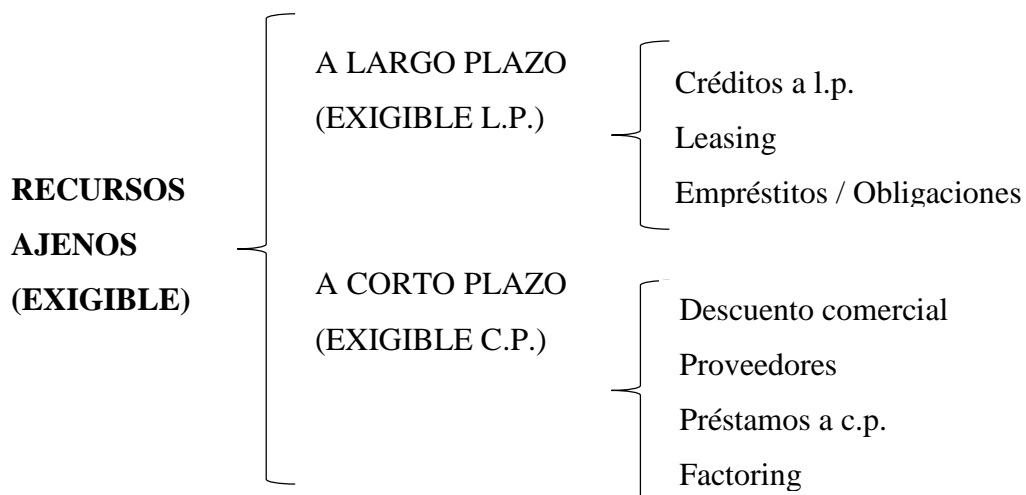 RECURSOS
AJENOS
(EXIGIBLE)
A LARGO PLAZO
(EXIGIBLE L.P.)
Créditos a l.p.
Leasing
Empréstitos / Obligaciones
A CORTO PLAZO
(EXIGIBLE C.P.)
Descuento comercial
Proveedores
Préstamos a c.p.
Factoring